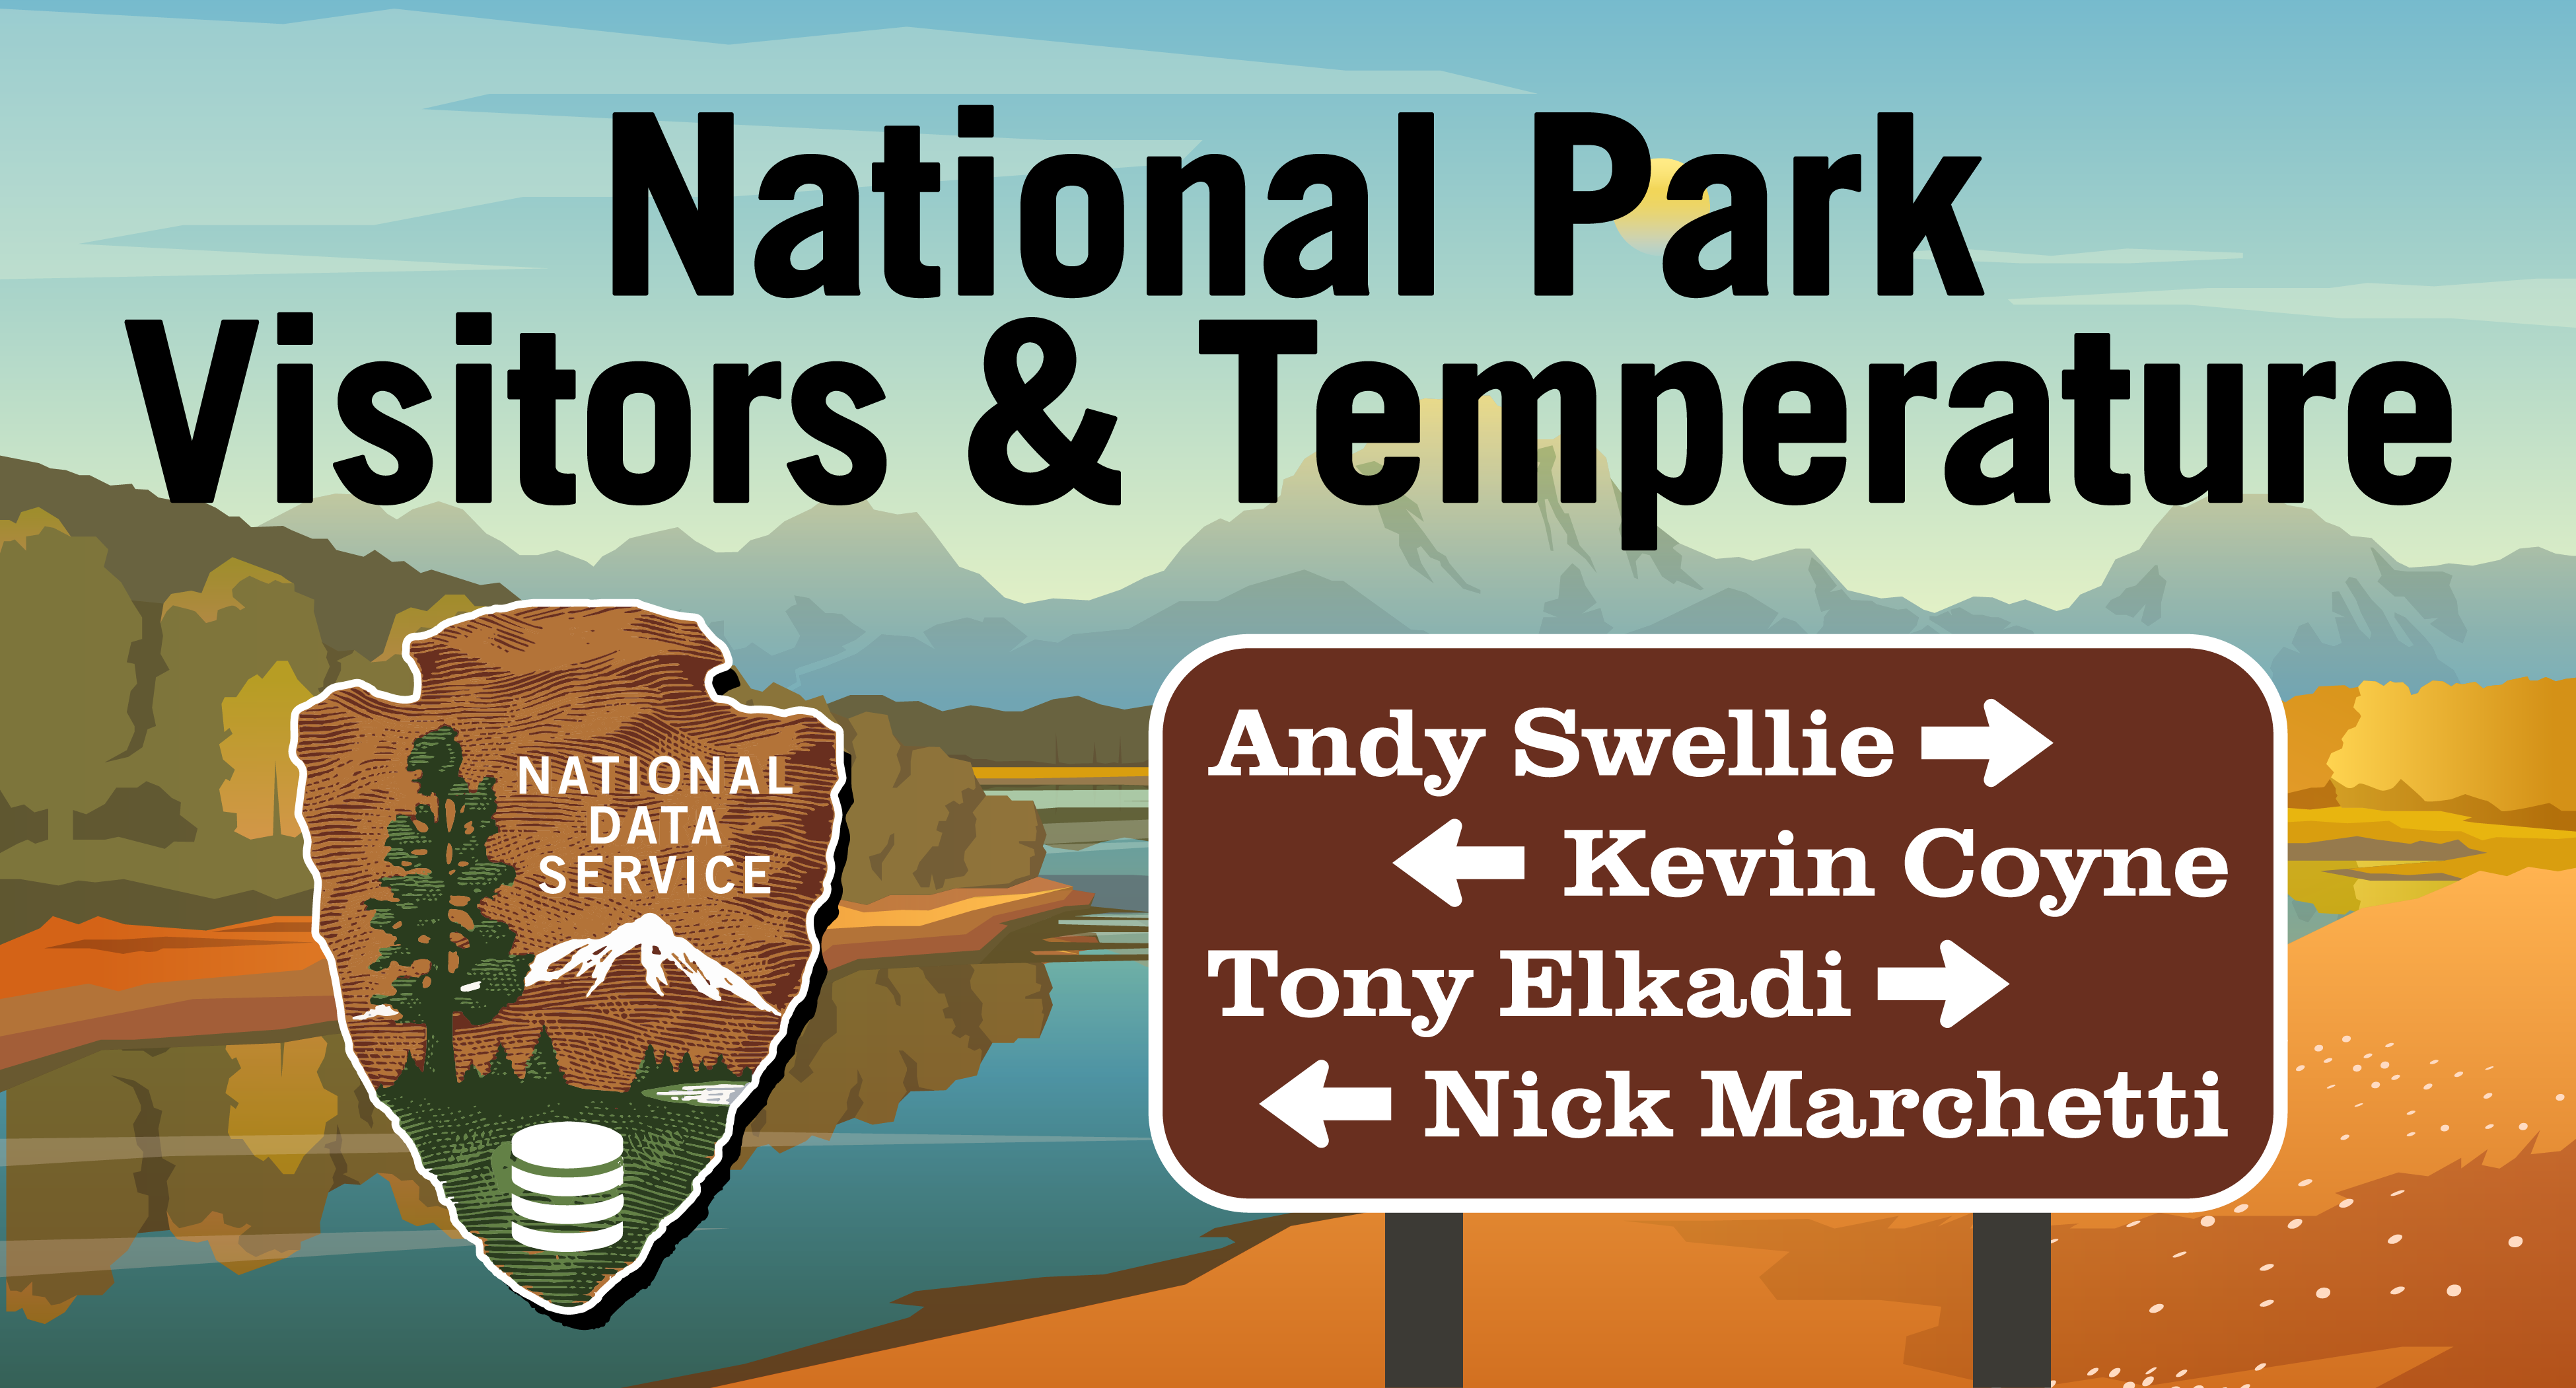 National Park
Visitors & Temperature
NATIONAL
DATA
SERVICE
Andy Swellie
Kevin Coyne
Tony Elkadi
Nick Marchetti